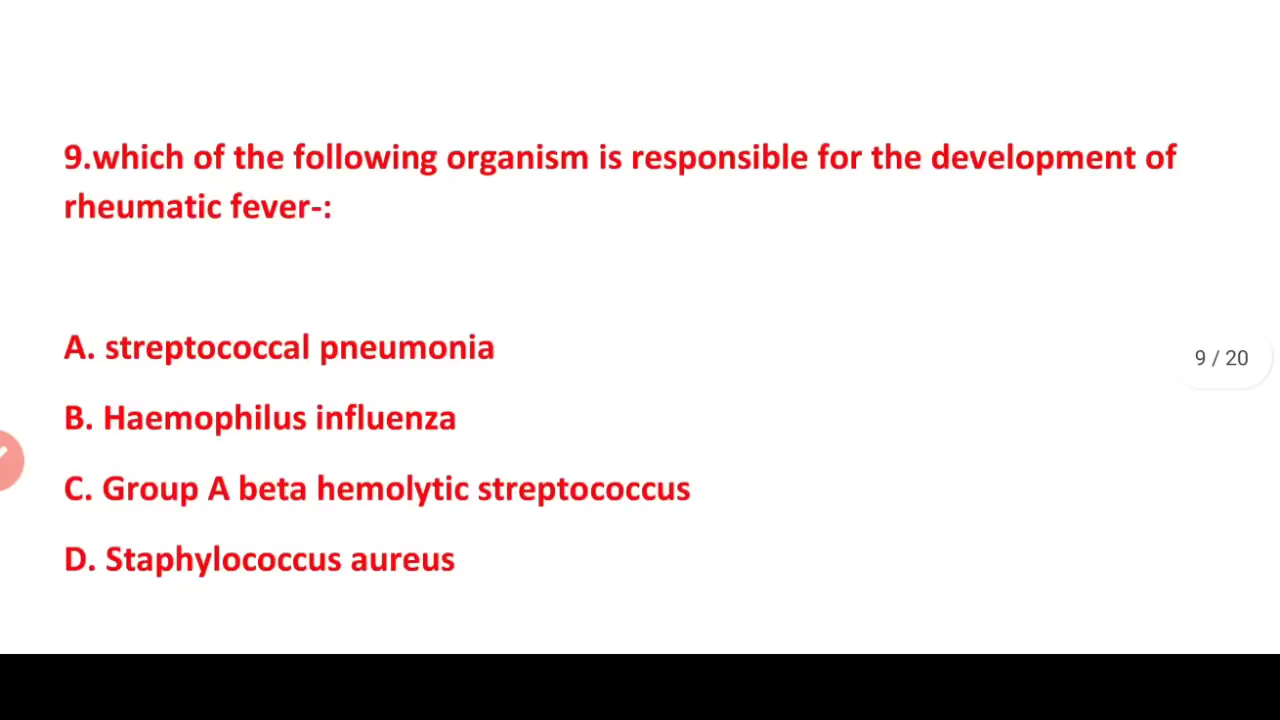 9.which of the following organism is responsible for the development of
rheumatic fever-:
A. streptococcal pneumonia
9 / 20
B. Haemophilus influenza
C. Group A beta hemolytic streptococcus
D. Staphylococcus aureus